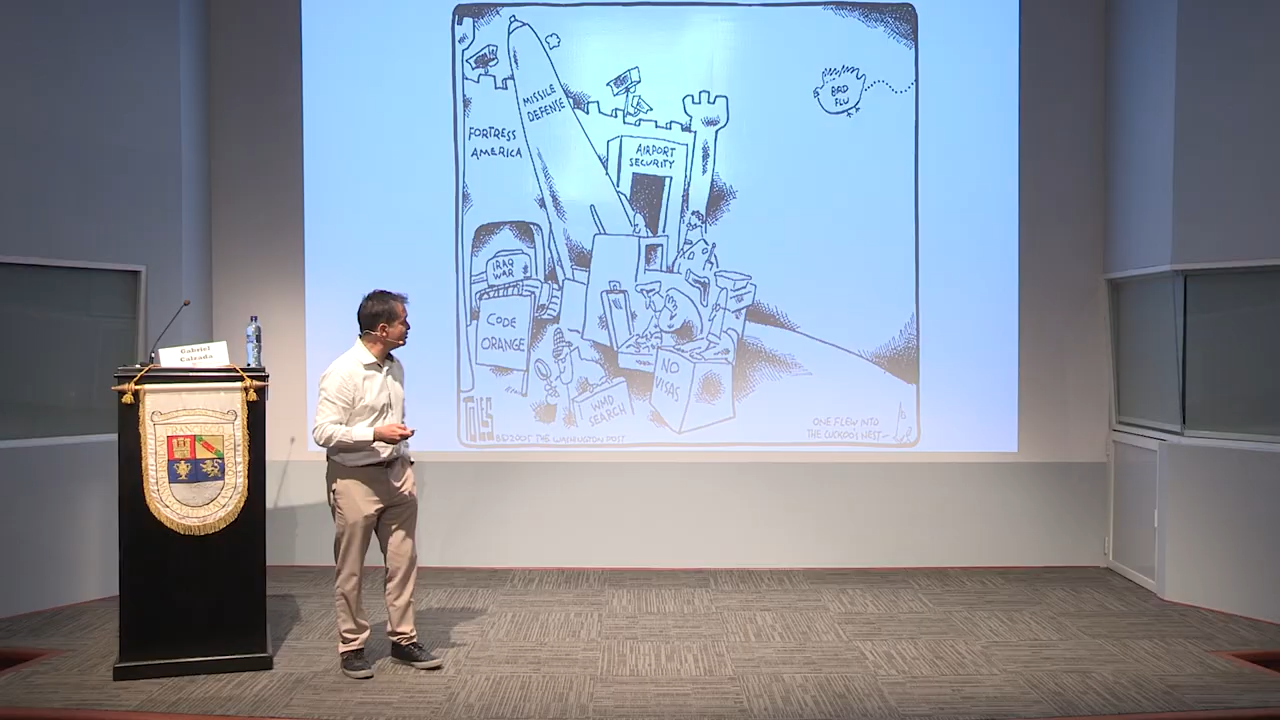 MISSILE
DEFENSE
BIRD
FLU
FORTRESS
AMERICA
AIRPORT
SECURITY
IRAQ
WAR
CODE
ORANGE
NO
VISAS
WMD
SEARCH
TOLES
©2005 THE WASHINGTON POST
ONE FLEW INTO
THE CUCKOO'S NEST—
Gabriel
Calzada